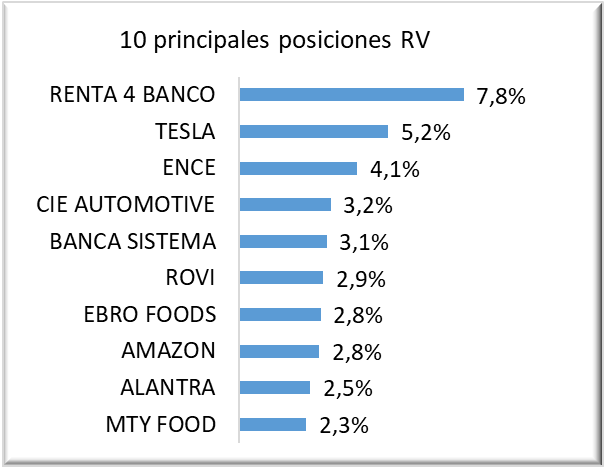 10 principales posiciones RV
RENTA 4 BANCO 7,8%
TESLA 5,2%
ENCE 4,1%
CIE AUTOMOTIVE 3,2%
BANCA SISTEMA 3,1%
ROVI 2,9%
EBRO FOODS 2,8%
AMAZON 2,8%
ALANTRA 2,5%
MTY FOOD 2,3%